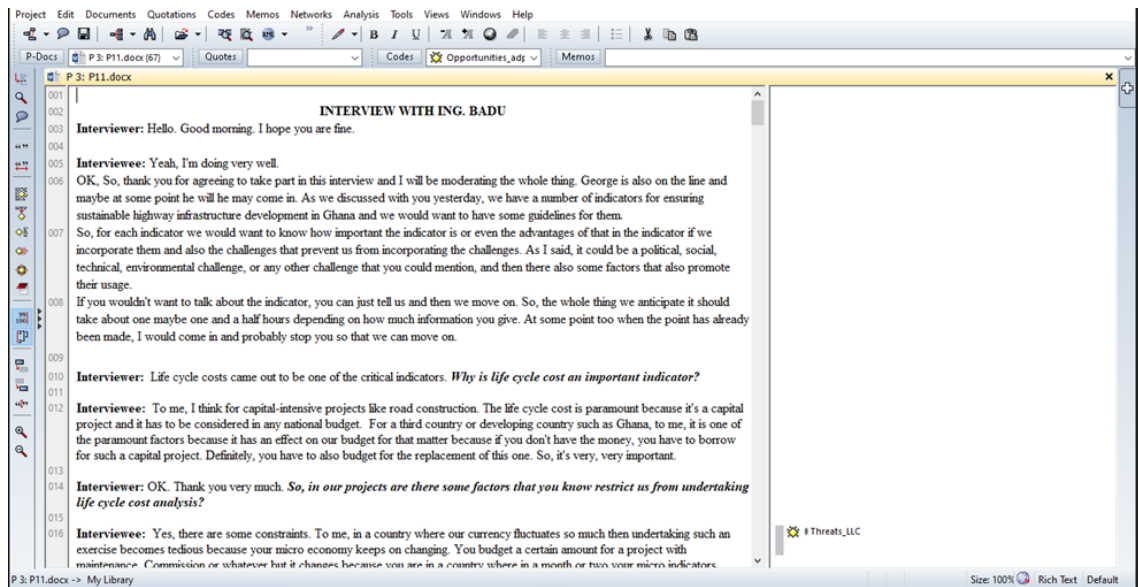 Project Edit Documents Quotations Codes Memos Networks Analysis Tools Views Windows Help
B I U
P-Docs P 3: P11.docx (67) Quotes Codes Opportunities_adp Memos
P 3: P11.docx
001
002 INTERVIEW WITH ING. BADU
003 Interviewer: Hello. Good morning. I hope you are fine.
004
005 Interviewee: Yeah, I'm doing very well.
006 OK, So, thank you for agreeing to take part in this interview and I will be moderating the whole thing. George is also on the line and
maybe at some point he will he may come in. As we discussed with you yesterday, we have a number of indicators for ensuring
sustainable highway infrastructure development in Ghana and we would want to have some guidelines for them.
007 So, for each indicator we would want to know how important the indicator is or even the advantages of that in the indicator if we
incorporate them and also the challenges that prevent us from incorporating the challenges. As I said, it could be a political, social,
technical, environmental challenge, or any other challenge that you could mention, and then there also some factors that also promote
their usage.
008 If you wouldn't want to talk about the indicator, you can just tell us and then we move on. So, the whole thing we anticipate it should
take about one maybe one and a half hours depending on how much information you give. At some point too when the point has already
been made, I would come in and probably stop you so that we can move on.
009
010 Interviewer: Life cycle costs came out to be one of the critical indicators. Why is life cycle cost an important indicator?
011
012 Interviewee: To me, I think for capital-intensive projects like road construction. The life cycle cost is paramount because it's a capital
project and it has to be considered in any national budget. For a third country or developing country such as Ghana, to me, it is one of
the paramount factors because it has an effect on our budget for that matter because if you don't have the money, you have to borrow
for such a capital project. Definitely, you have to also budget for the replacement of this one. So, it's very, very important.
013
014 Interviewer: OK. Thank you very much. So, in our projects are there some factors that you know restrict us from undertaking
life cycle cost analysis?
015
016 Interviewee: Yes, there are some constraints. To me, in a country where our currency fluctuates so much then undertaking such an
exercise becomes tedious because your micro economy keeps on changing. You budget a certain amount for a project with
maintenance. Commission or whatever but it changes because you are in a country where in a month or two your micro indicators
# Threats_LLC
P 3: P11.docx -> My Library Size: 100% Rich Text Default